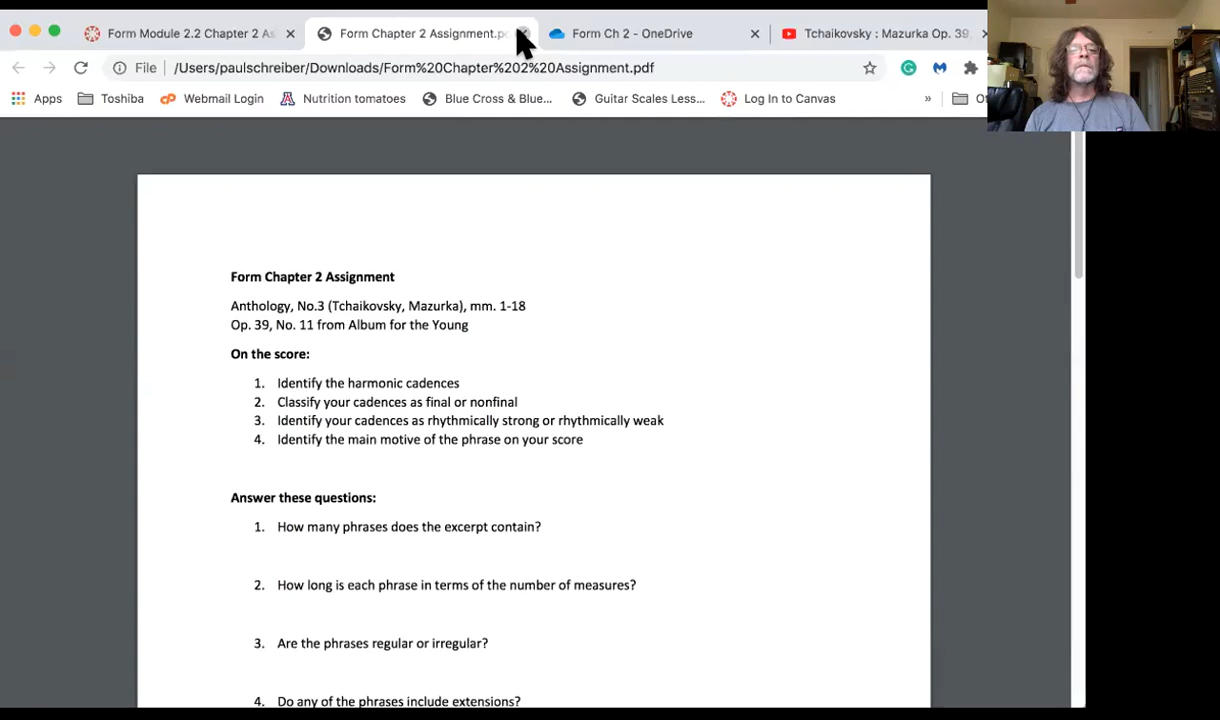 Form Module 2.2 Chapter 2 As
Form Chapter 2 Assignment.p
Form Ch 2 - OneDrive
Tchaikovsky : Mazurka Op. 39,
File
/Users/paulschreiber/Downloads/Form%20Chapter%202%20Assignment.pdf
Apps
Toshiba
Webmail Login
Nutrition tomatoes
Blue Cross & Blue...
Guitar Scales Less...
Log In to Canvas
»
Form Chapter 2 Assignment
Anthology, No.3 (Tchaikovsky, Mazurka), mm. 1-18
Op. 39, No. 11 from Album for the Young
On the score:
1. Identify the harmonic cadences
2. Classify your cadences as final or nonfinal
3. Identify your cadences as rhythmically strong or rhythmically weak
4. Identify the main motive of the phrase on your score
Answer these questions:
1. How many phrases does the excerpt contain?
2. How long is each phrase in terms of the number of measures?
3. Are the phrases regular or irregular?
4. Do any of the phrases include extensions?